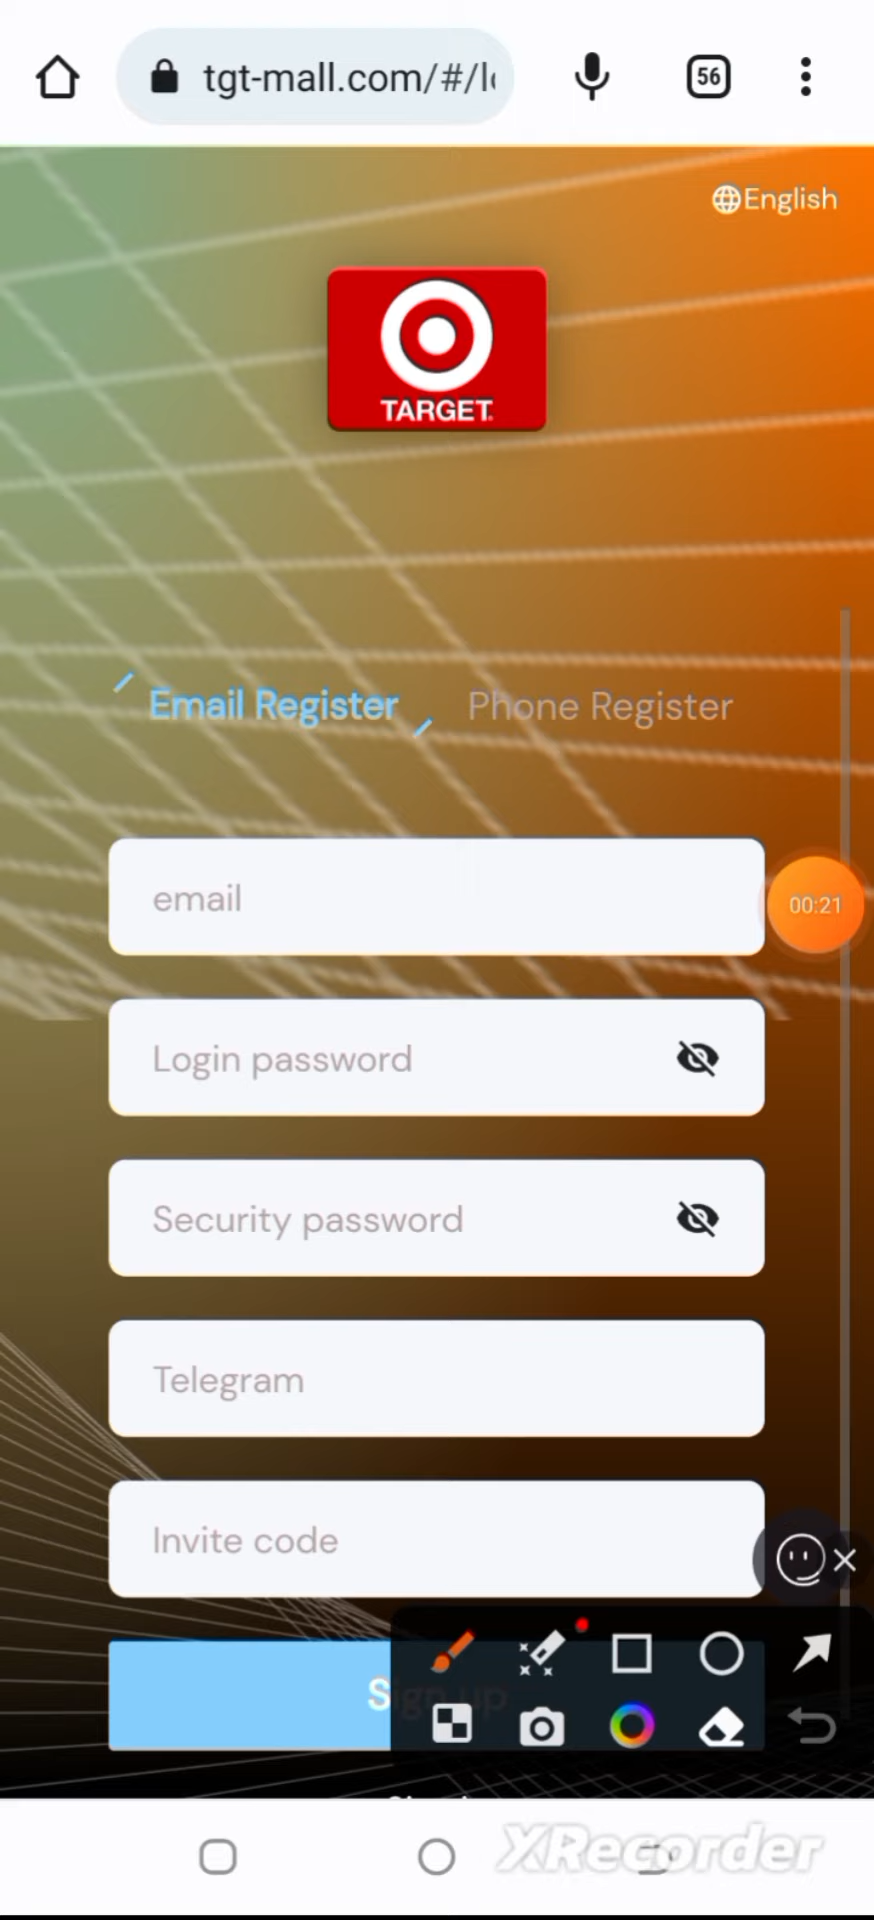 tgt-mall.com/#/l
56
English
TARGET
Email Register
Phone Register
email
00:21
Login password
Security password
Telegram
Invite code
Sign up
XRecorder